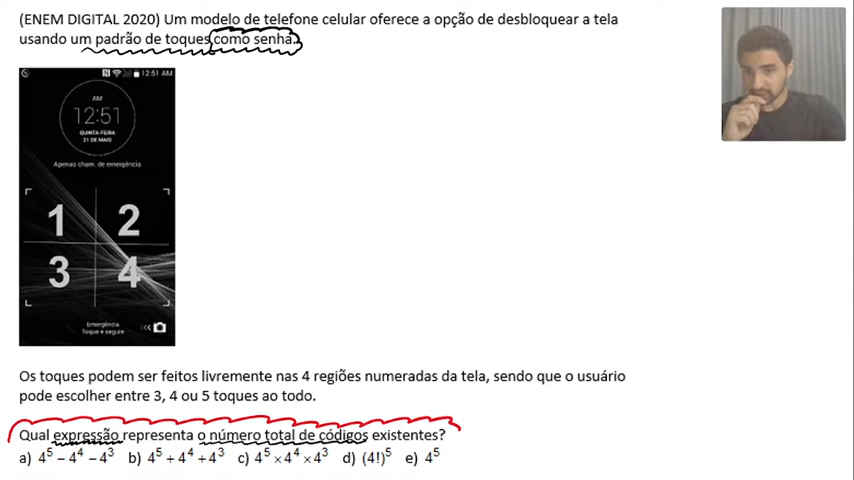 (ENEM DIGITAL 2020) Um modelo de telefone celular oferece a opção de desbloquear a tela
usando um padrão de toques como senha.
12:51 AM
AM
12:51
QUINTA-FEIRA
21 DE MAIO
Apenas cham. de emergência
1 2
3 4
Emergência
Toque e segure
Os toques podem ser feitos livremente nas 4 regiões numeradas da tela, sendo que o usuário
pode escolher entre 3, 4 ou 5 toques ao todo.
Qual expressão representa o número total de códigos existentes?
a) 4⁵ − 4⁴ − 4³ b) 4⁵ + 4⁴ + 4³ c) 4⁵ × 4⁴ × 4³ d) (4!)⁵ e) 4⁵